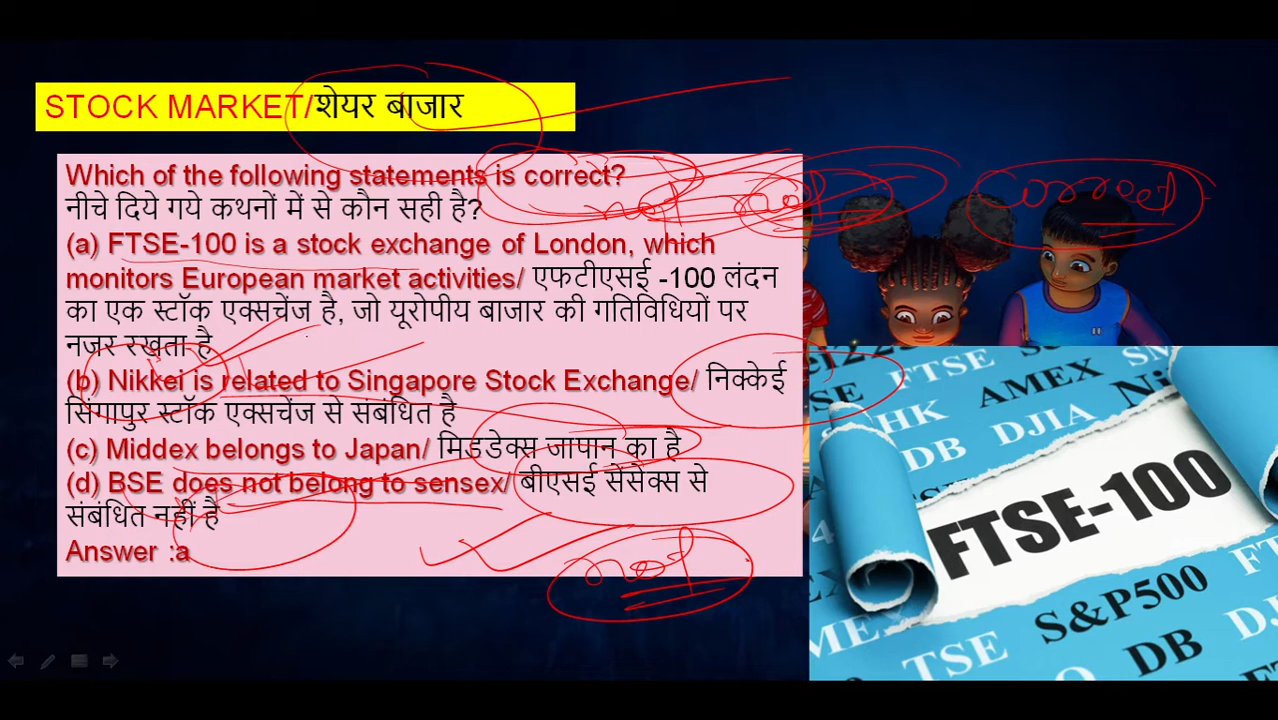 STOCK MARKET/शेयर बाजार
Which of the following statements is correct?
not not correct
नीचे दिये गये कथनों में से कौन सही है?
(a) FTSE-100 is a stock exchange of London, which
monitors European market activities/ एफटीएसई -100 लंदन
का एक स्टॉक एक्सचेंज है, जो यूरोपीय बाजार की गतिविधियों पर
नजर रखता है
(b) Nikkei is related to Singapore Stock Exchange/ निक्केई
सिंगापुर स्टॉक एक्सचेंज से संबंधित है
(c) Middex belongs to Japan/ मिडडेक्स जापान का है
(d) BSE does not belong to sensex/ बीएसई सेंसेक्स से
संबंधित नहीं है
Answer :a
not
FTSE
AMEX
SE
HK
DJIA
DB
FTSE-100
S&P500
TSE
DB